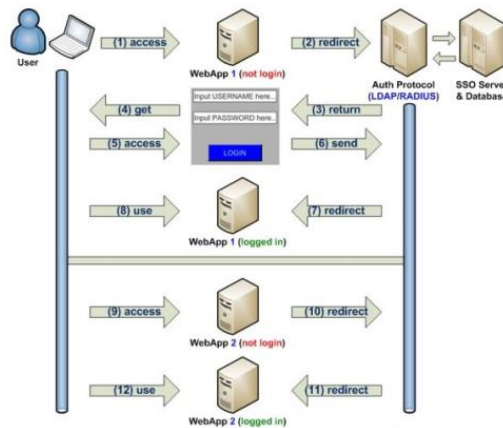 (1) access
(2) redirect
User
WebApp 1 (not login)
Auth Protocol
(LDAP/RADIUS)
SSO Server
& Database
(4) get
Input USERNAME here..
(3) return
Input PASSWORD here..
(5) access
LOGIN
(6) send
(8) use
(7) redirect
WebApp 1 (logged in)
(9) access
(10) redirect
WebApp 2 (not login)
(12) use
(11) redirect
WebApp 2 (logged in)